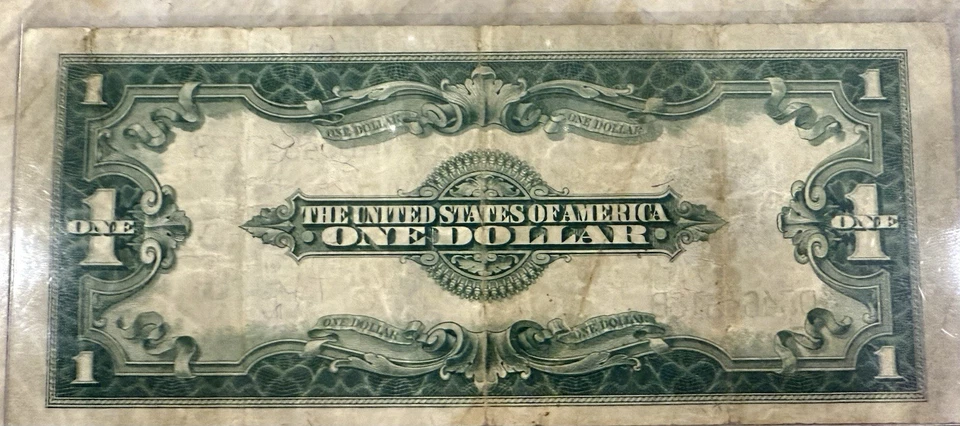 1
1
ONE DOLLAR
ONE DOLLAR
THE UNITED STATES OF AMERICA
ONE DOLLAR
1
ONE
1
ONE
ONE DOLLAR
ONE DOLLAR
1
1